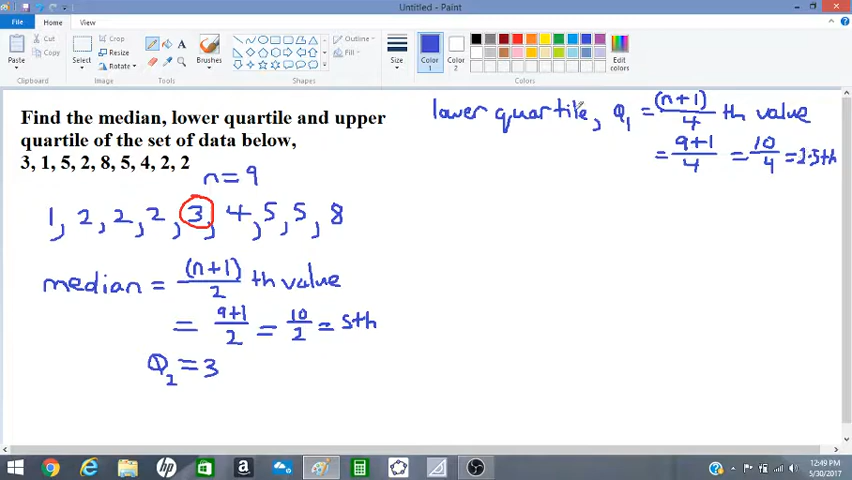 Untitled - Paint
File
Home
View
Paste
Cut
Copy
Clipboard
Select
Crop
Resize
Rotate
Image
A
Tools
Brushes
Shapes
Outline
Fill
Size
Color 1
Color 2
Colors
Edit colors
Find the median, lower quartile and upper
quartile of the set of data below,
3, 1, 5, 2, 8, 5, 4, 2, 2
n = 9
1, 2, 2, 2, 3, 4, 5, 5, 8
median = (n+1)/2 th value
= 9+1/2 = 10/2 = 5th
Q2 = 3
lower quartile, Q1 = (n+1)/4 th value
= 9+1/4 = 10/4 = 2.5th
12:49 PM
5/30/2017